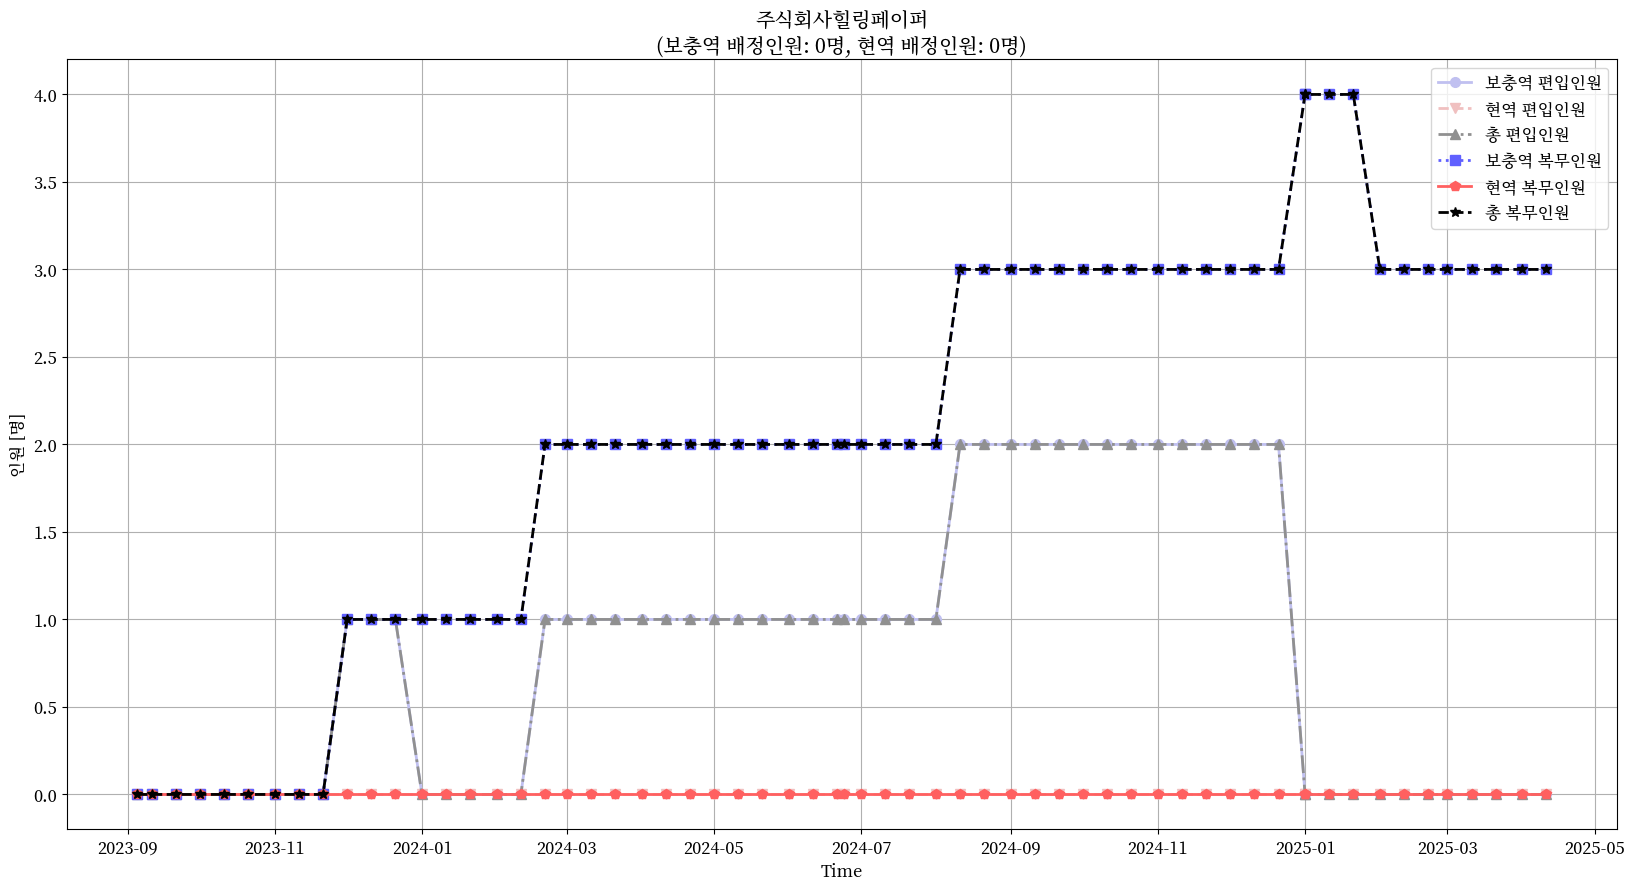 주식회사힐링페이퍼
(보충역 배정인원: 0명, 현역 배정인원: 0명)
보충역 편입인원
현역 편입인원
총 편입인원
보충역 복무인원
현역 복무인원
총 복무인원
인원 [명]
4.0
3.5
3.0
2.5
2.0
1.5
1.0
0.5
0.0
2023-09 2023-11 2024-01 2024-03 2024-05 2024-07 2024-09 2024-11 2025-01 2025-03 2025-05
Time